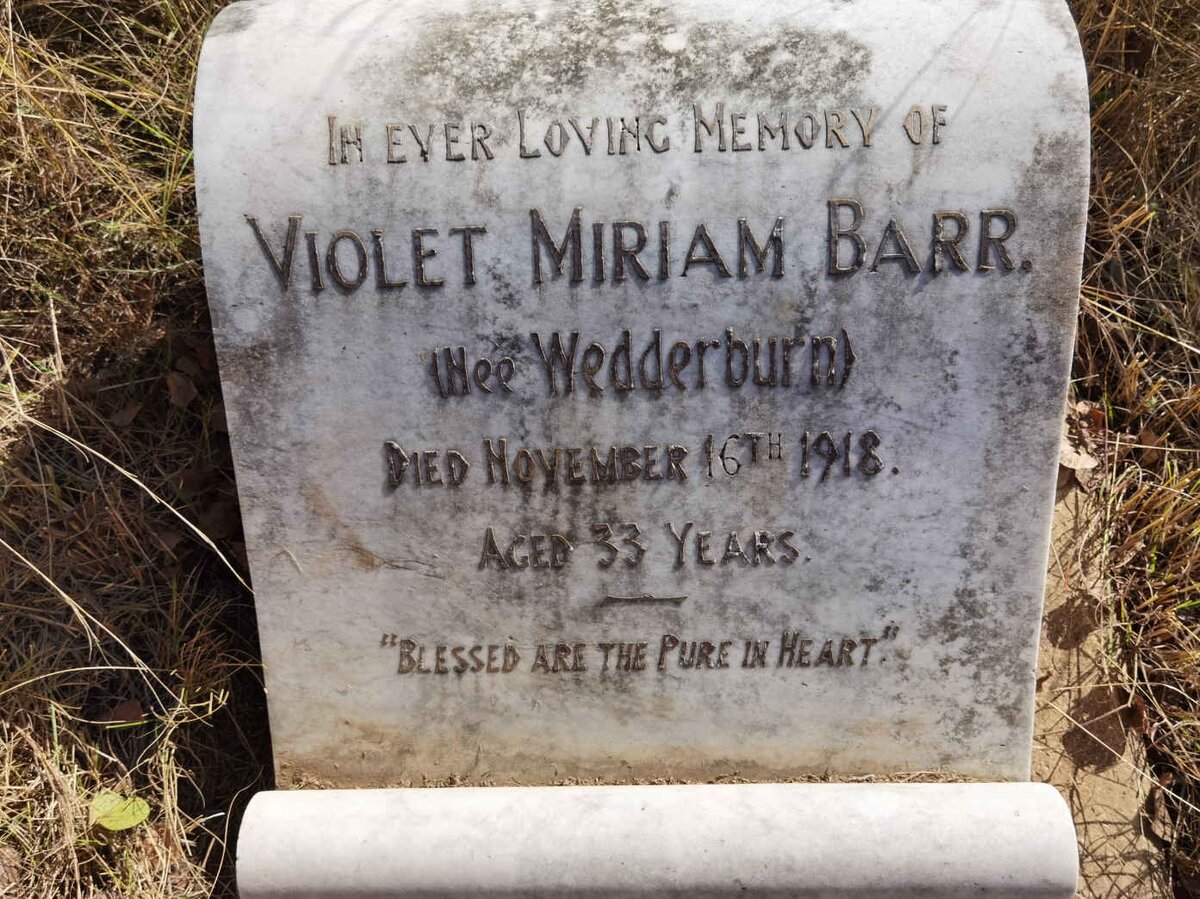 In ever Loving Memory of
Violet Miriam Barr.
(Nee Wedderburn)
Died November 16th 1918.
Aged 33 Years.
"Blessed are the Pure in Heart."